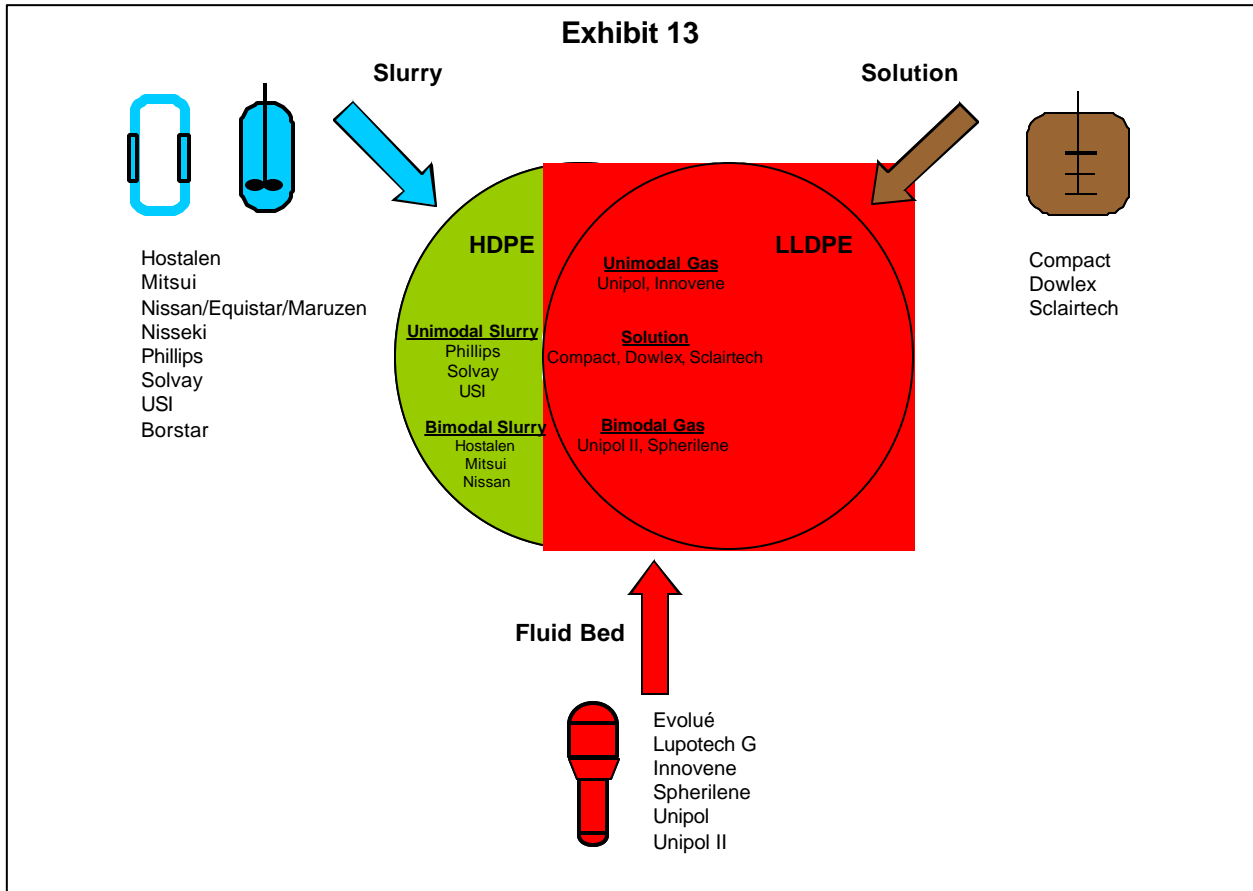 Exhibit 13
Slurry
Solution
Hostalen
Mitsui
Nissan/Equistar/Maruzen
Nisseki
Phillips
Solvay
USI
Borstar
HDPE
LLDPE
Unimodal Gas
Unipol, Innovene
Unimodal Slurry
Phillips
Solvay
USI
Solution
Compact, Dowlex, Sclairtech
Bimodal Slurry
Hostalen
Mitsui
Nissan
Bimodal Gas
Unipol II, Spherilene
Compact
Dowlex
Sclairtech
Fluid Bed
Evolué
Lupotech G
Innovene
Spherilene
Unipol
Unipol II